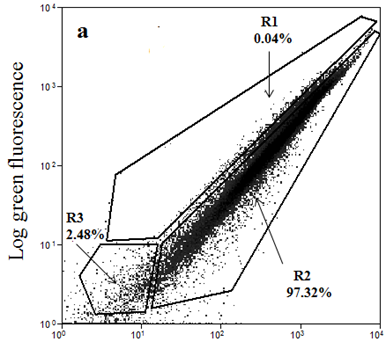 a
R1
0.04%
R3
2.48%
R2
97.32%
Log green fluorescence
10⁴
10³
10²
10¹
10⁰
10⁰ 10¹ 10² 10³ 10⁴